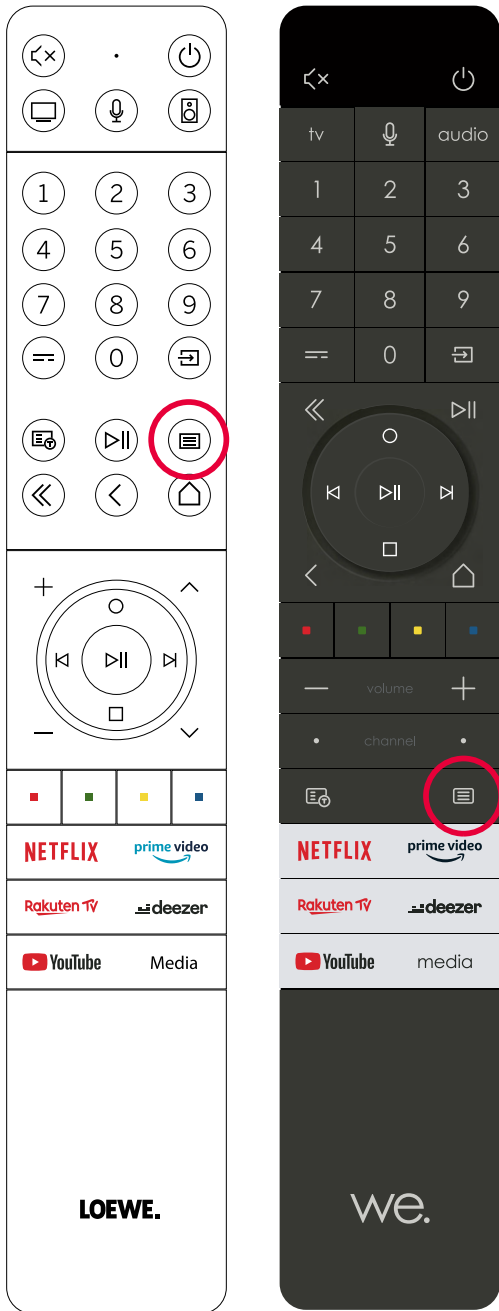 1 2 3
4 5 6
7 8 9
0
T
NETFLIX prime video
Rakuten TV deezer
YouTube Media
LOEWE.
tv audio
1 2 3
4 5 6
7 8 9
0
volume
channel
T
NETFLIX prime video
Rakuten TV deezer
YouTube media
we.